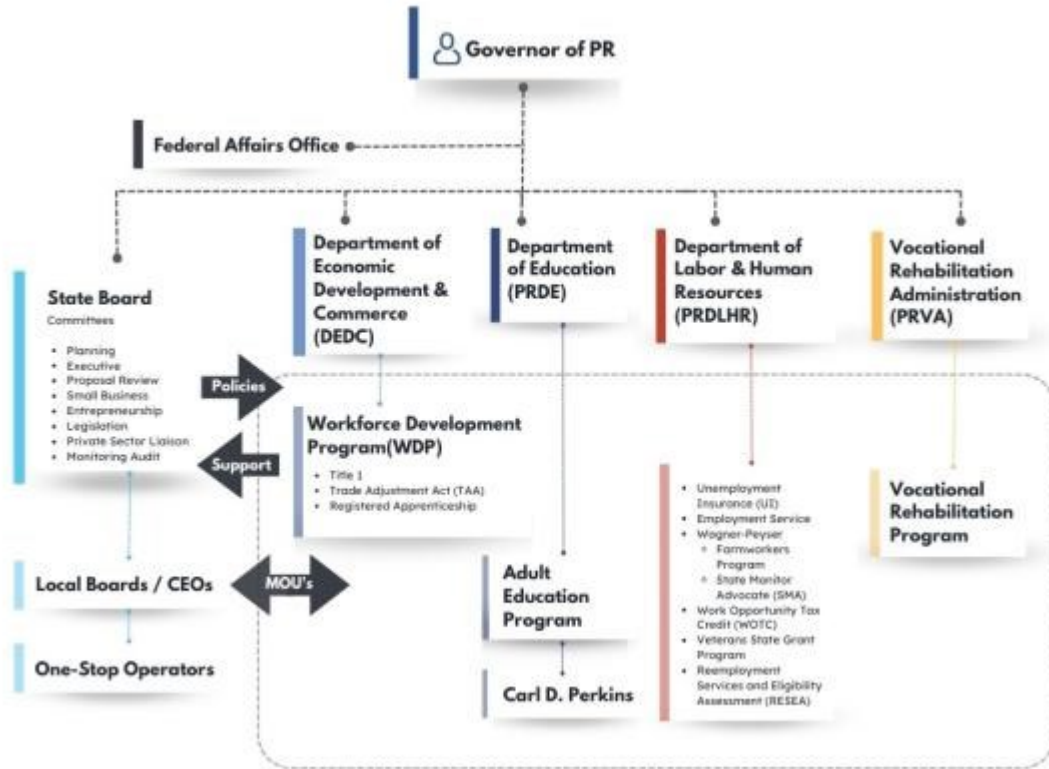 Governor of PR
Federal Affairs Office
State Board
Committees
Planning
Executive
Proposal Review
Small Business
Entrepreneurship
Legislation
Private Sector Liaison
Monitoring Audit
Local Boards / CEOs
One-Stop Operators
Policies
Support
MOU's
Department of
Economic
Development &
Commerce
(DEDC)
Workforce Development
Program(WDP)
Title 1
Trade Adjustment Act (TAA)
Registered Apprenticeship
Department
of Education
(PRDE)
Adult
Education
Program
Carl D. Perkins
Department of
Labor & Human
Resources
(PRDLHR)
Unemployment
Insurance (UI)
Employment Service
Wagner-Peyser
Farmworkers
Program
State Monitor
Advocate (SMA)
Work Opportunity Tax
Credit (WOTC)
Veterans State Grant
Program
Reemployment
Services and Eligibility
Assessment (RESEA)
Vocational
Rehabilitation
Administration
(PRVA)
Vocational
Rehabilitation
Program